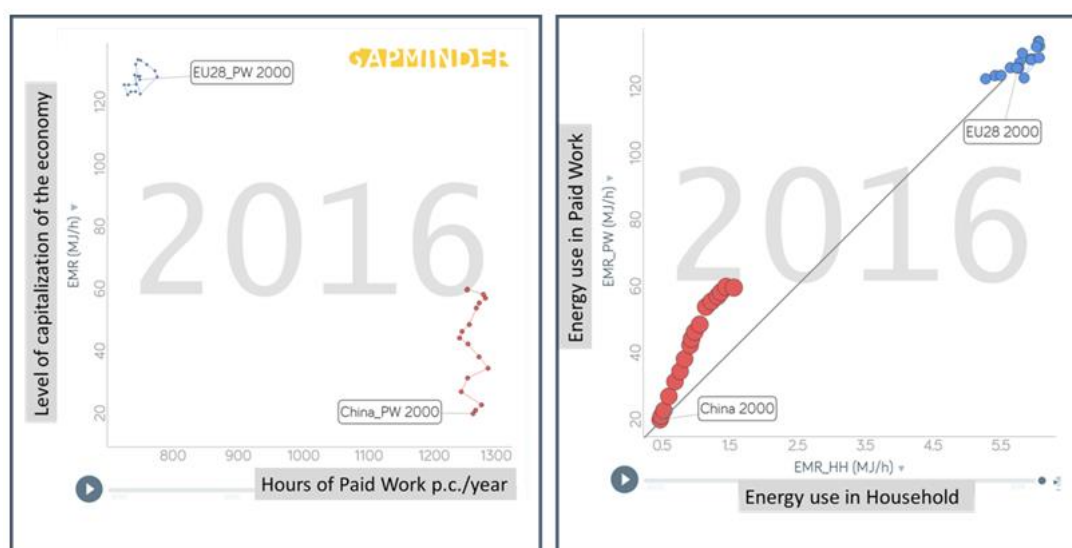 GAPMINDER
Level of capitalization of the economy
EMR (MJ/h)
120
100
80
60
40
20
2016
EU28_PW 2000
China_PW 2000
800
900
1000
1100
1200
1300
Hours of Paid Work p.c./year
Energy use in Paid Work
EMR_PW (MJ/h)
120
100
80
60
40
20
2016
EU28 2000
China 2000
0.5
1.5
2.5
3.5
4.5
5.5
EMR_HH (MJ/h)
Energy use in Household